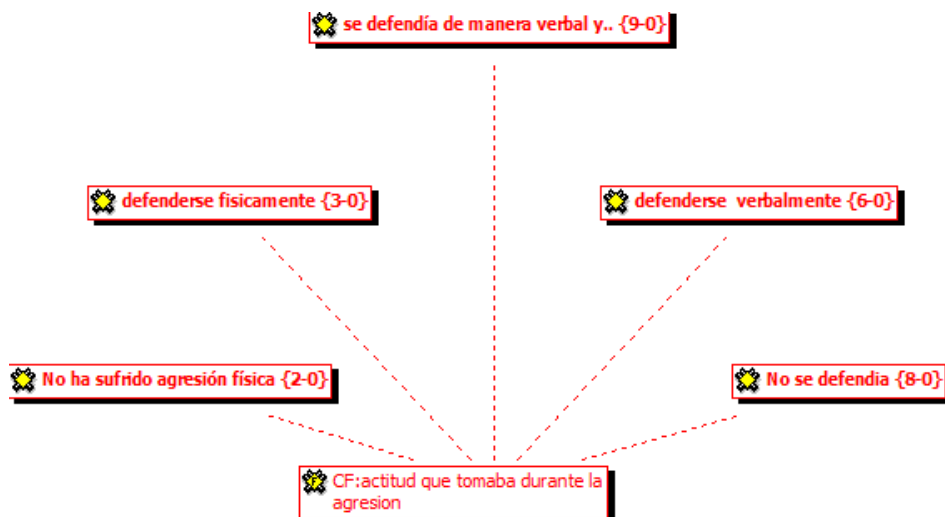 se defendía de manera verbal y.. {9-0}
defenderse fisicamente {3-0}
defenderse verbalmente {6-0}
No ha sufrido agresión física {2-0}
No se defendia {8-0}
CF:actitud que tomaba durante la
agresion